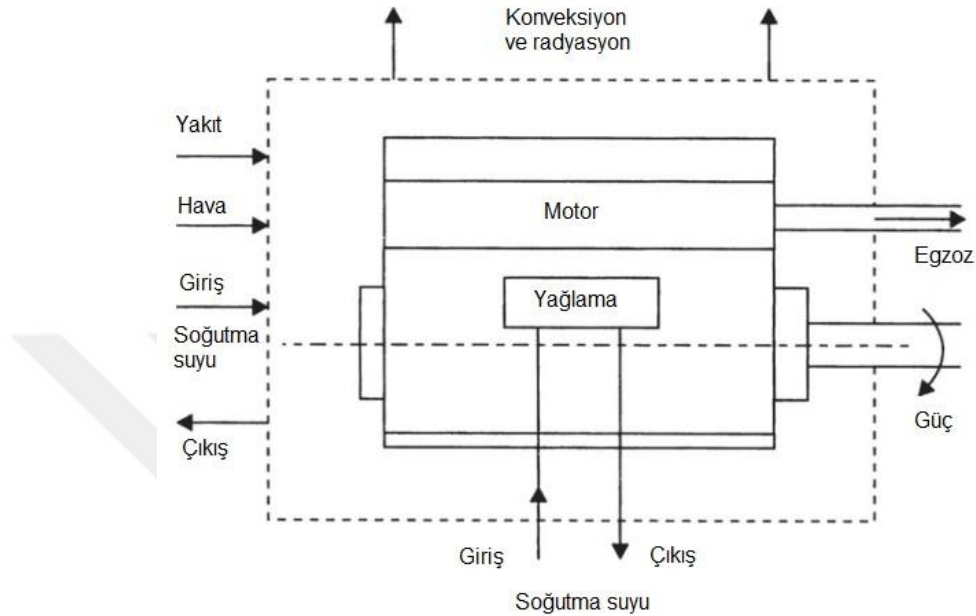 Konveksiyon
ve radyasyon
Yakıt
Hava
Motor
Egzoz
Giriş
Yağlama
Soğutma
suyu
Güç
Çıkış
Giriş
Çıkış
Soğutma suyu